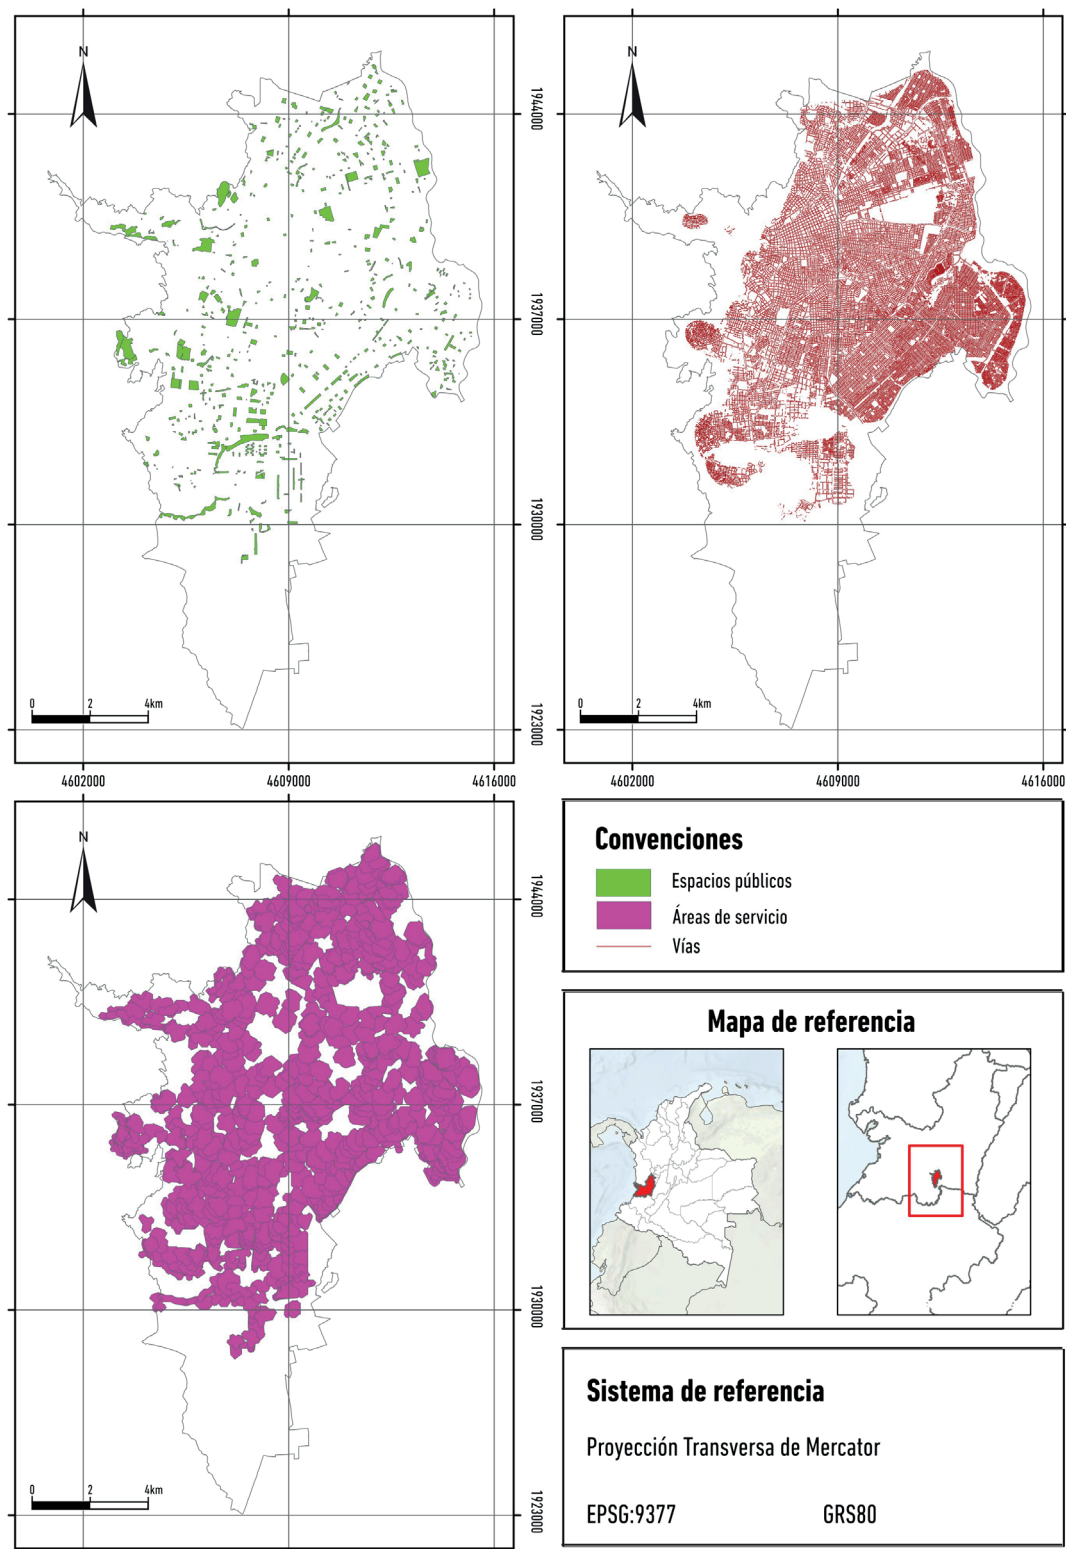 N
1944000
1937000
1930000
1923000
0 2 4km
4602000 4609000 4616000
N
1944000
1937000
1930000
1923000
0 2 4km
4602000 4609000 4616000
N
1944000
1937000
1930000
1923000
0 2 4km
Convenciones
Espacios públicos
Áreas de servicio
Vías
Mapa de referencia
Sistema de referencia
Proyección Transversa de Mercator
EPSG:9377 GRS80